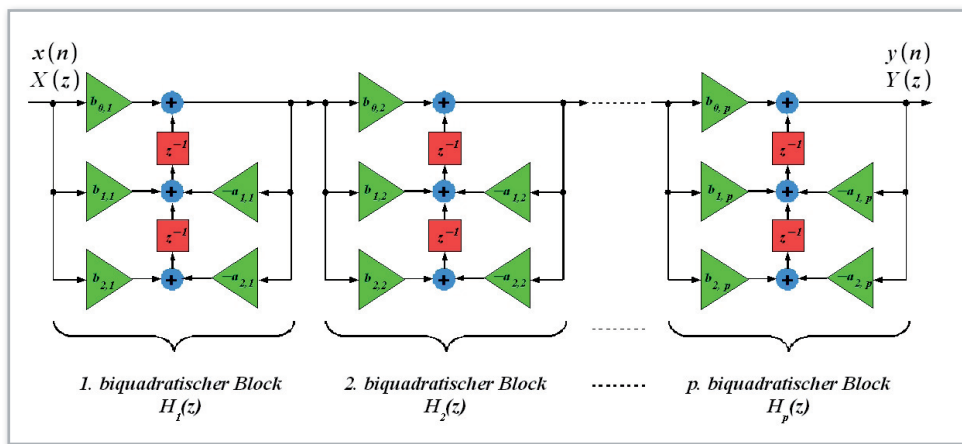 x(n) y(n)
X(z) Y(z)
b0,1 + b0,2 + b0,p +
z⁻¹ z⁻¹ z⁻¹
b1,1 + −a1,1 b1,2 + −a1,2 b1,p + −a1,p
z⁻¹ z⁻¹ z⁻¹
b2,1 + −a2,1 b2,2 + −a2,2 b2,p + −a2,p
1. biquadratischer Block 2. biquadratischer Block p. biquadratischer Block
H1(z) H2(z) Hp(z)